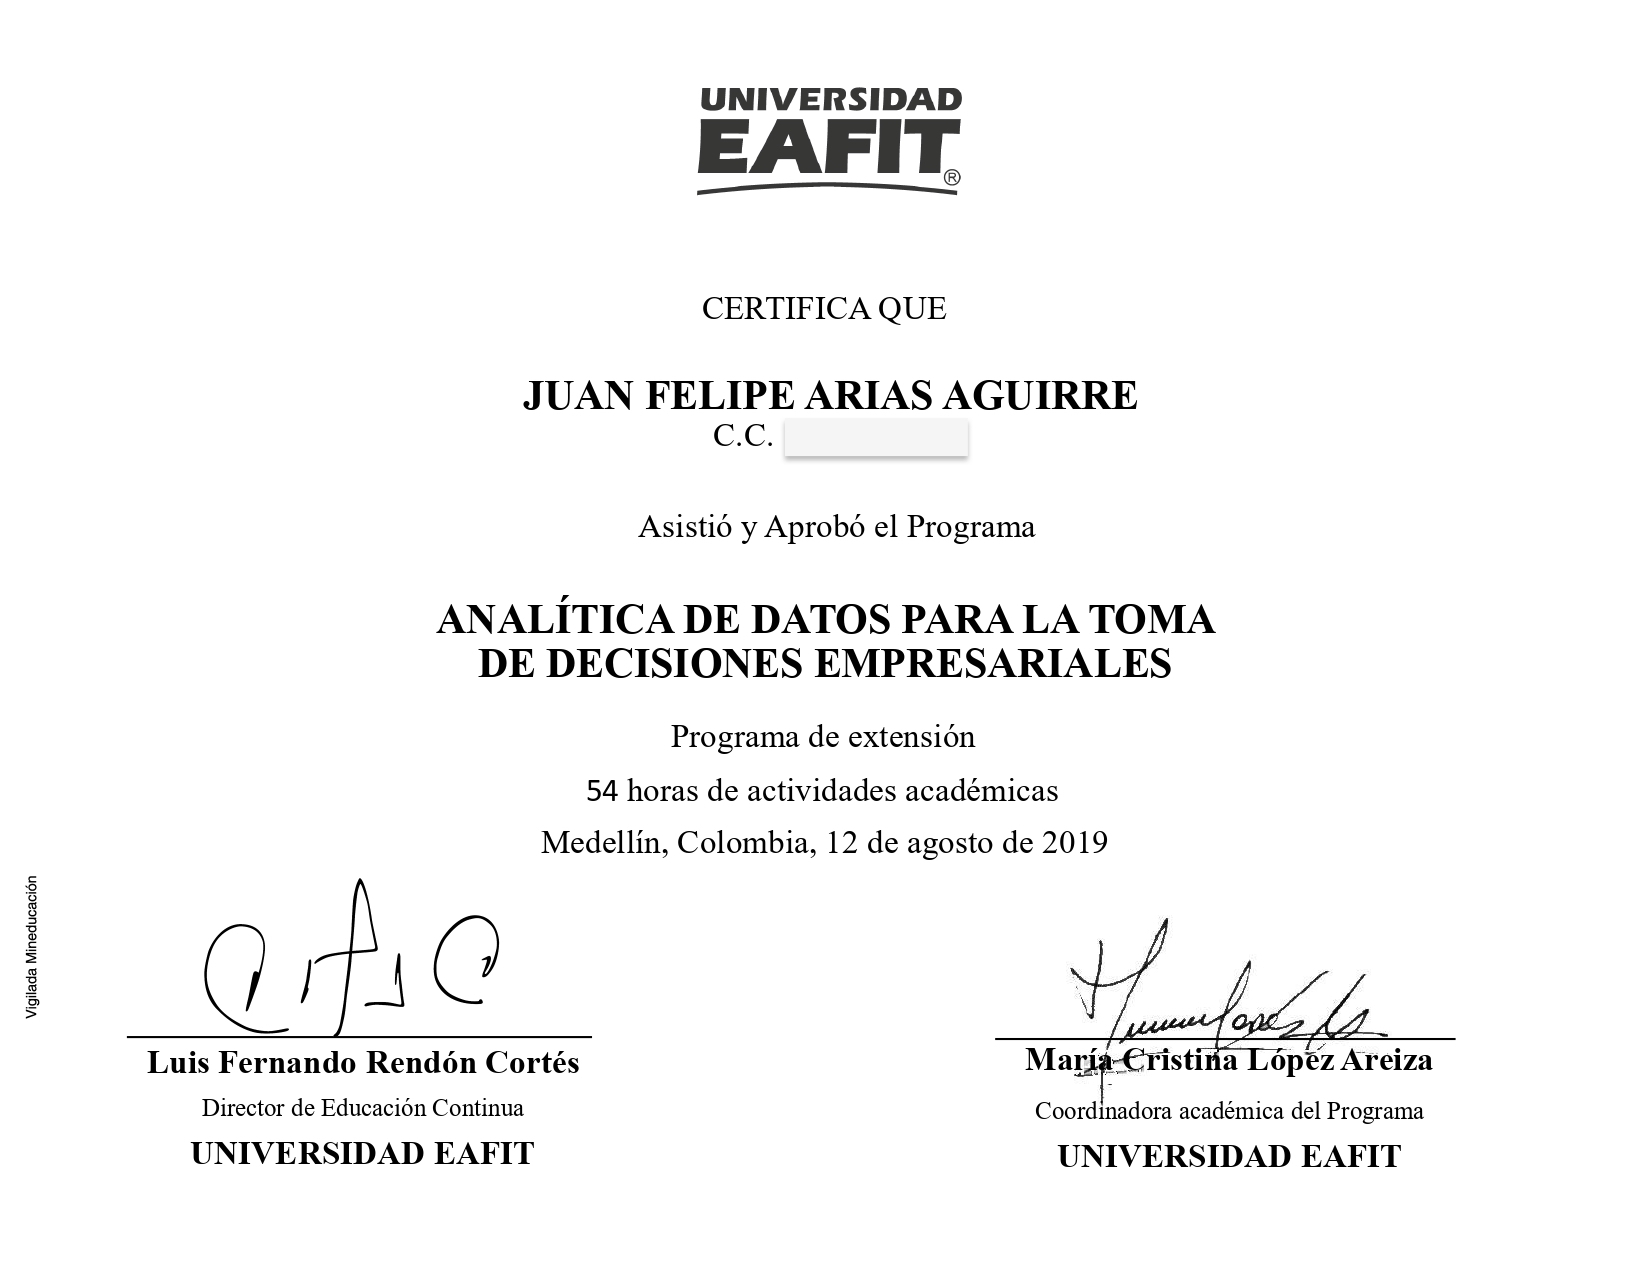 UNIVERSIDAD
EAFIT®
CERTIFICA QUE
JUAN FELIPE ARIAS AGUIRRE
C.C.
Asistió y Aprobó el Programa
ANALÍTICA DE DATOS PARA LA TOMA
DE DECISIONES EMPRESARIALES
Programa de extensión
54 horas de actividades académicas
Medellín, Colombia, 12 de agosto de 2019
Vigilada Mineducación
Luis Fernando Rendón Cortés
Director de Educación Continua
UNIVERSIDAD EAFIT
María Cristina López Areiza
Coordinadora académica del Programa
UNIVERSIDAD EAFIT